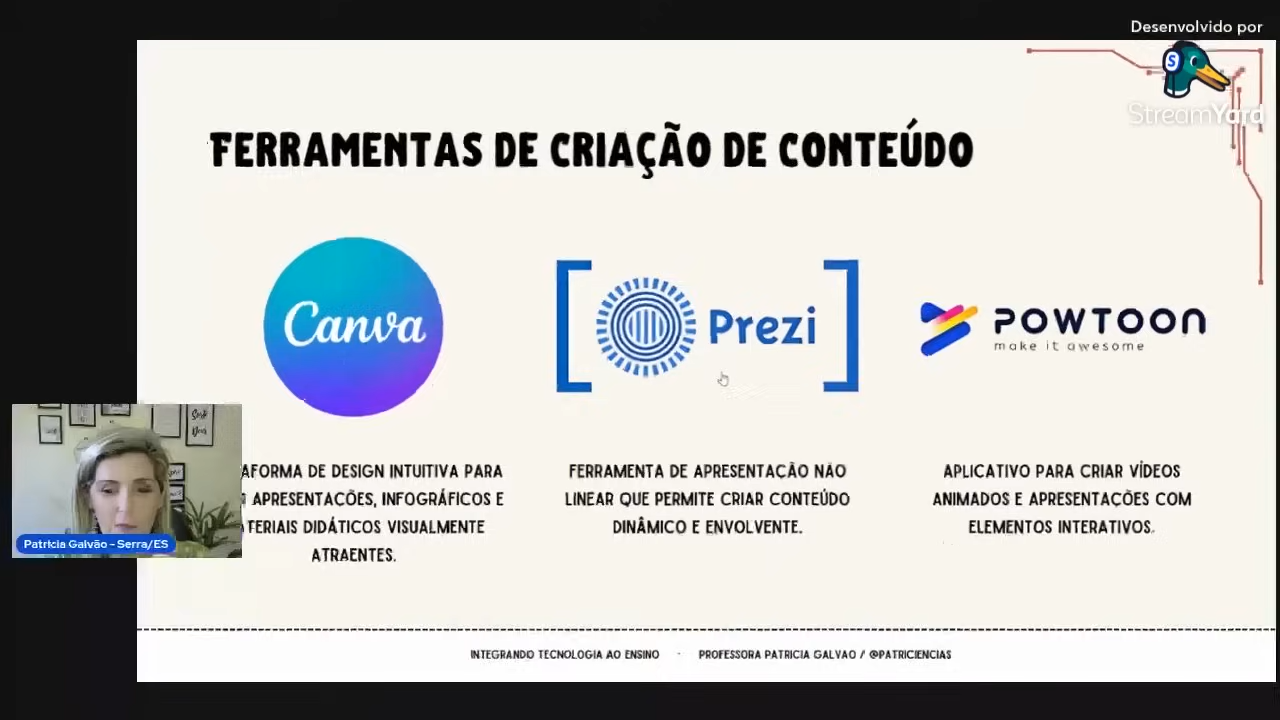 Desenvolvido por
StreamYard
FERRAMENTAS DE CRIAÇÃO DE CONTEÚDO
Canva
Prezi
POWTOON
make it awesome
AFORMA DE DESIGN INTUITIVA PARA
APRESENTAÇÕES, INFOGRÁFICOS E
TERIAIS DIDÁTICOS VISUALMENTE
ATRAENTES.
FERRAMENTA DE APRESENTAÇÃO NÃO
LINEAR QUE PERMITE CRIAR CONTEÚDO
DINÂMICO E ENVOLVENTE.
APLICATIVO PARA CRIAR VÍDEOS
ANIMADOS E APRESENTAÇÕES COM
ELEMENTOS INTERATIVOS.
Patrícia Galvão - Serra/ES
INTEGRANDO TECNOLOGIA AO ENSINO - PROFESSORA PATRICIA GALVAO / @PATRICIENCIAS